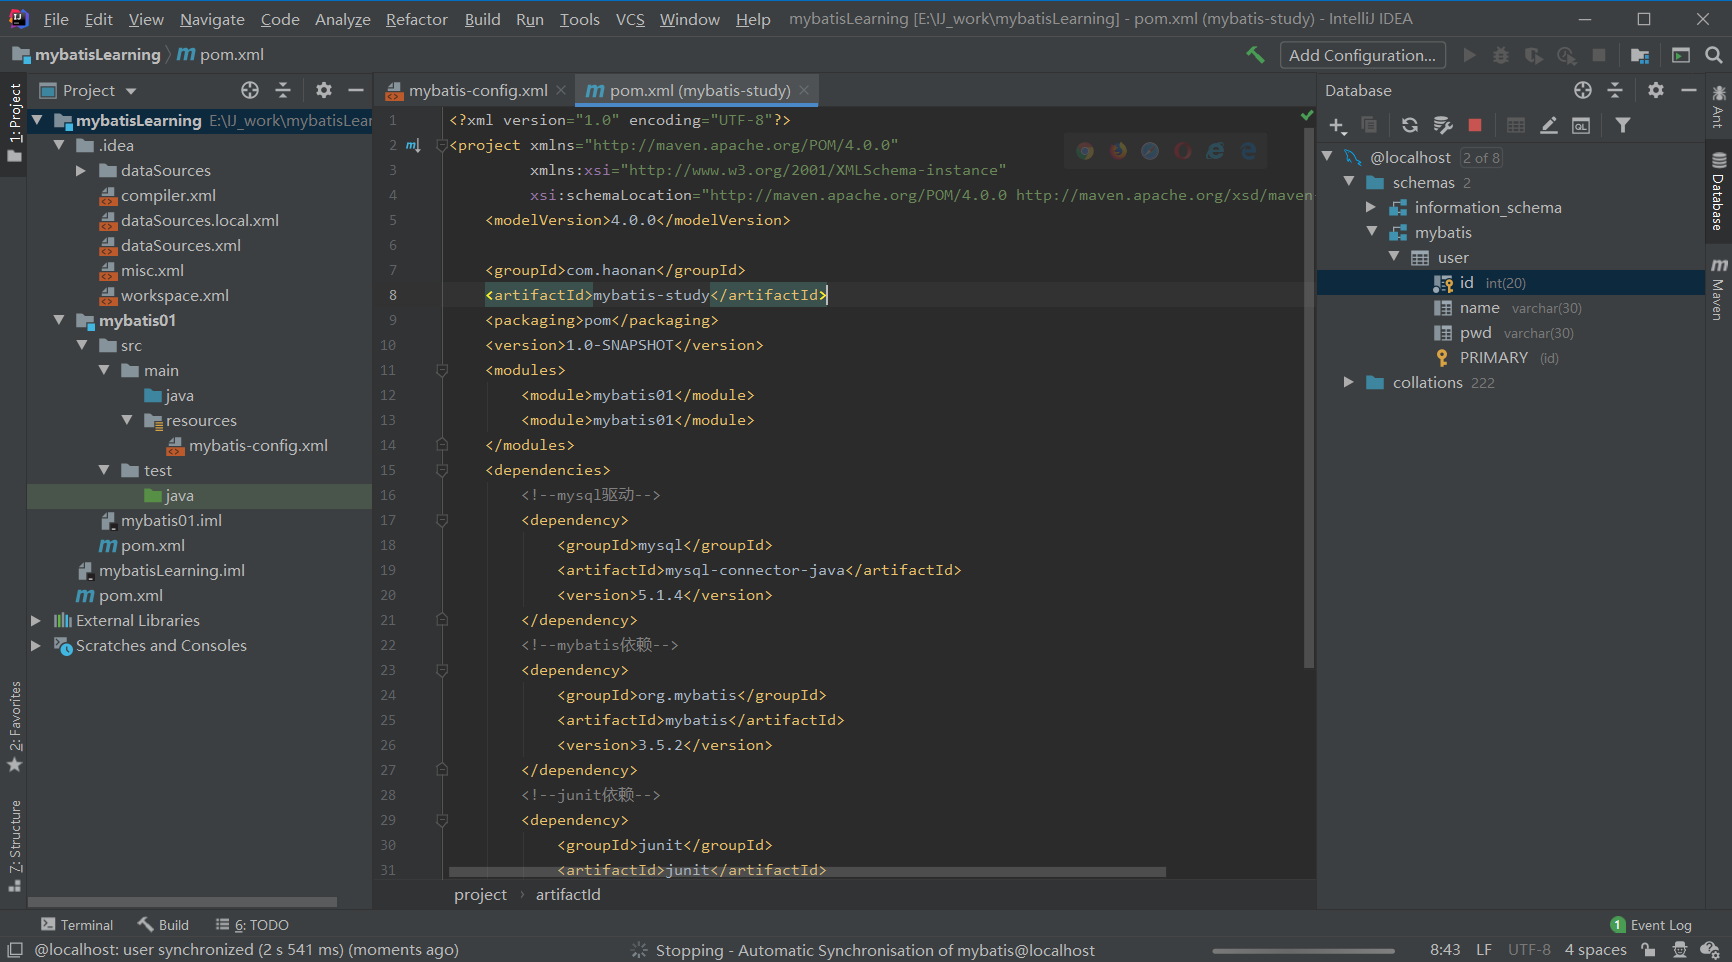 File Edit View Navigate Code Analyze Refactor Build Run Tools VCS Window Help mybatisLearning [E:\IJ_work\mybatisLearning] - pom.xml (mybatis-study) - IntelliJ IDEA
mybatisLearning pom.xml Add Configuration...
1: Project
2: Favorites
7: Structure
Project
mybatisLearning E:\IJ_work\mybatisLear
.idea
dataSources
compiler.xml
dataSources.local.xml
dataSources.xml
misc.xml
workspace.xml
mybatis01
src
main
java
resources
mybatis-config.xml
test
java
mybatis01.iml
pom.xml
mybatisLearning.iml
pom.xml
External Libraries
Scratches and Consoles
mybatis-config.xml pom.xml (mybatis-study)
1 <?xml version="1.0" encoding="UTF-8"?>
2 <project xmlns="http://maven.apache.org/POM/4.0.0"
3 xmlns:xsi="http://www.w3.org/2001/XMLSchema-instance"
4 xsi:schemaLocation="http://maven.apache.org/POM/4.0.0 http://maven.apache.org/xsd/maven
5 <modelVersion>4.0.0</modelVersion>
6
7 <groupId>com.haonan</groupId>
8 <artifactId>mybatis-study</artifactId>
9 <packaging>pom</packaging>
10 <version>1.0-SNAPSHOT</version>
11 <modules>
12 <module>mybatis01</module>
13 <module>mybatis01</module>
14 </modules>
15 <dependencies>
16 <!--mysql驱动-->
17 <dependency>
18 <groupId>mysql</groupId>
19 <artifactId>mysql-connector-java</artifactId>
20 <version>5.1.4</version>
21 </dependency>
22 <!--mybatis依赖-->
23 <dependency>
24 <groupId>org.mybatis</groupId>
25 <artifactId>mybatis</artifactId>
26 <version>3.5.2</version>
27 </dependency>
28 <!--junit依赖-->
29 <dependency>
30 <groupId>junit</groupId>
31 <artifactId>junit</artifactId>
project › artifactId
Database
@localhost 2 of 8
schemas 2
information_schema
mybatis
user
id int(20)
name varchar(30)
pwd varchar(30)
PRIMARY (id)
collations 222
Ant
Database
Maven
Terminal Build 6: TODO 1 Event Log
@localhost: user synchronized (2 s 541 ms) (moments ago) Stopping - Automatic Synchronisation of mybatis@localhost 8:43 LF UTF-8 4 spaces